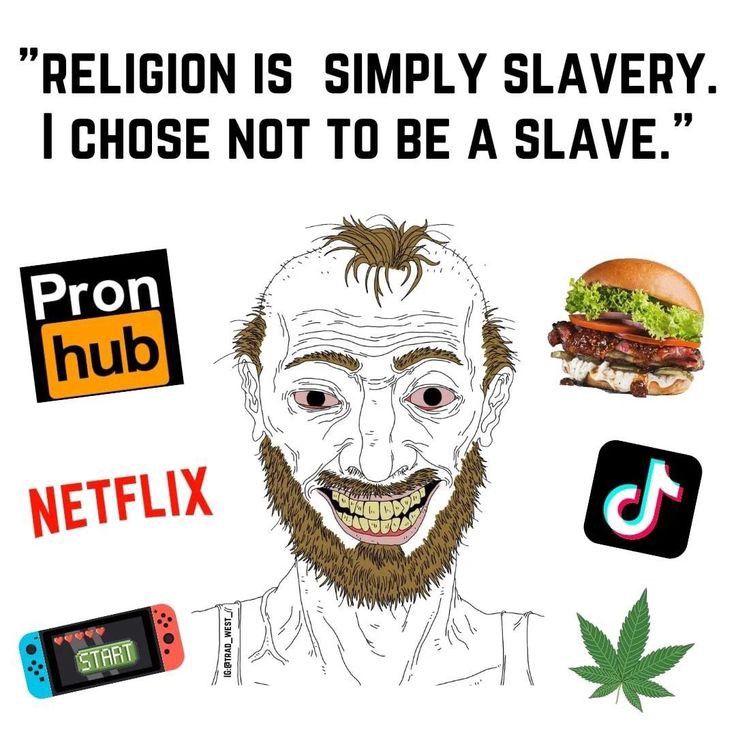 "RELIGION IS SIMPLY SLAVERY.
I CHOSE NOT TO BE A SLAVE."
Pron
hub
NETFLIX
START
IG:@TRAD_WEST_